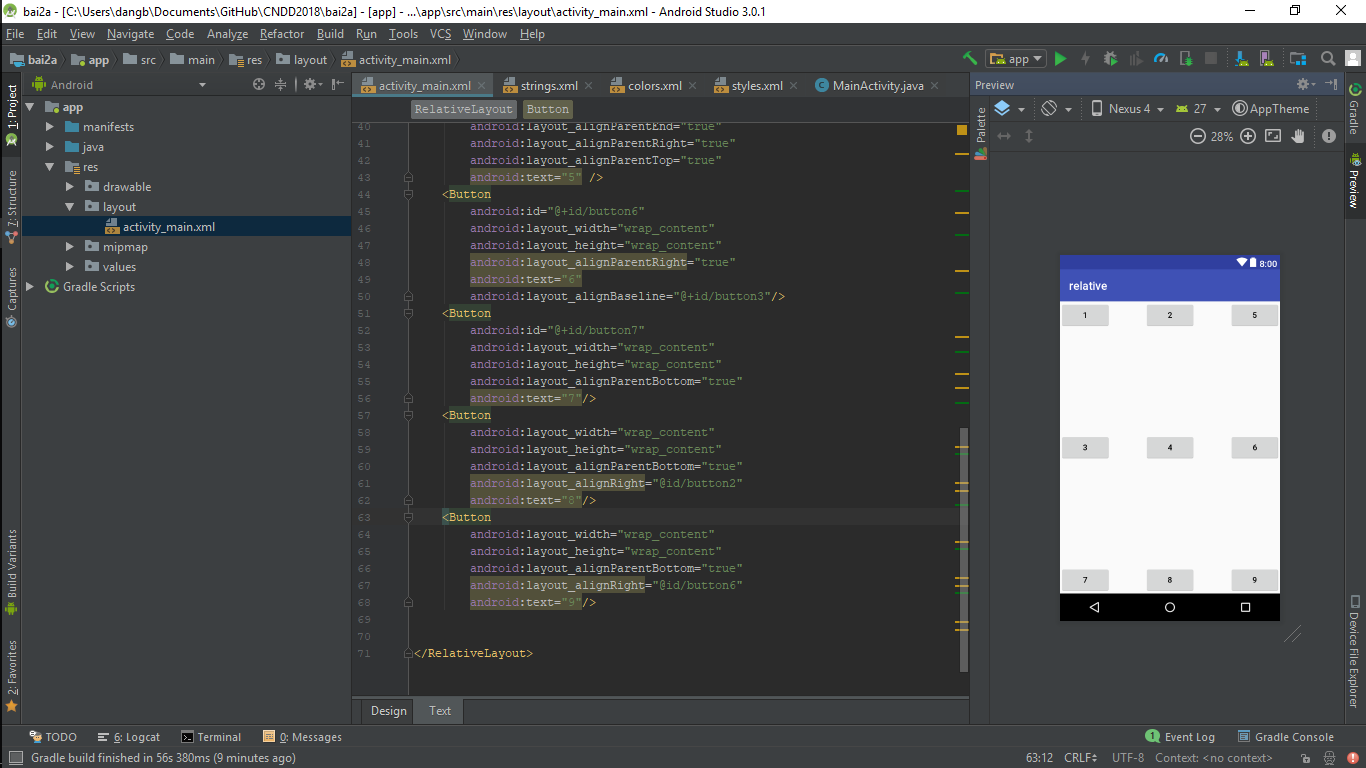 bai2a - [C:\Users\dangb\Documents\GitHub\CNDD2018\bai2a] - [app] - ...\app\src\main\res\layout\activity_main.xml - Android Studio 3.0.1
File Edit View Navigate Code Analyze Refactor Build Run Tools VCS Window Help
bai2a app src main res layout activity_main.xml app
Android
activity_main.xml strings.xml colors.xml styles.xml MainActivity.java
Preview
RelativeLayout Button
Nexus 4 27 AppTheme
28%
1: Project
7: Structure
Captures
Build Variants
2: Favorites
app
manifests
java
res
drawable
layout
activity_main.xml
mipmap
values
Gradle Scripts
40 android:layout_alignParentEnd="true"
41 android:layout_alignParentRight="true"
42 android:layout_alignParentTop="true"
43 android:text="5" />
44 <Button
45 android:id="@+id/button6"
46 android:layout_width="wrap_content"
47 android:layout_height="wrap_content"
48 android:layout_alignParentRight="true"
49 android:text="6"
50 android:layout_alignBaseline="@+id/button3"/>
51 <Button
52 android:id="@+id/button7"
53 android:layout_width="wrap_content"
54 android:layout_height="wrap_content"
55 android:layout_alignParentBottom="true"
56 android:text="7"/>
57 <Button
58 android:layout_width="wrap_content"
59 android:layout_height="wrap_content"
60 android:layout_alignParentBottom="true"
61 android:layout_alignRight="@id/button2"
62 android:text="8"/>
63 <Button
64 android:layout_width="wrap_content"
65 android:layout_height="wrap_content"
66 android:layout_alignParentBottom="true"
67 android:layout_alignRight="@id/button6"
68 android:text="9"/>
69
70
71 </RelativeLayout>
Design Text
Palette
8:00
relative
1 2 5
3 4 6
7 8 9
Gradle
Preview
Device File Explorer
TODO 6: Logcat Terminal 0: Messages 1 Event Log Gradle Console
Gradle build finished in 56s 380ms (9 minutes ago) 63:12 CRLF UTF-8 Context: <no context>